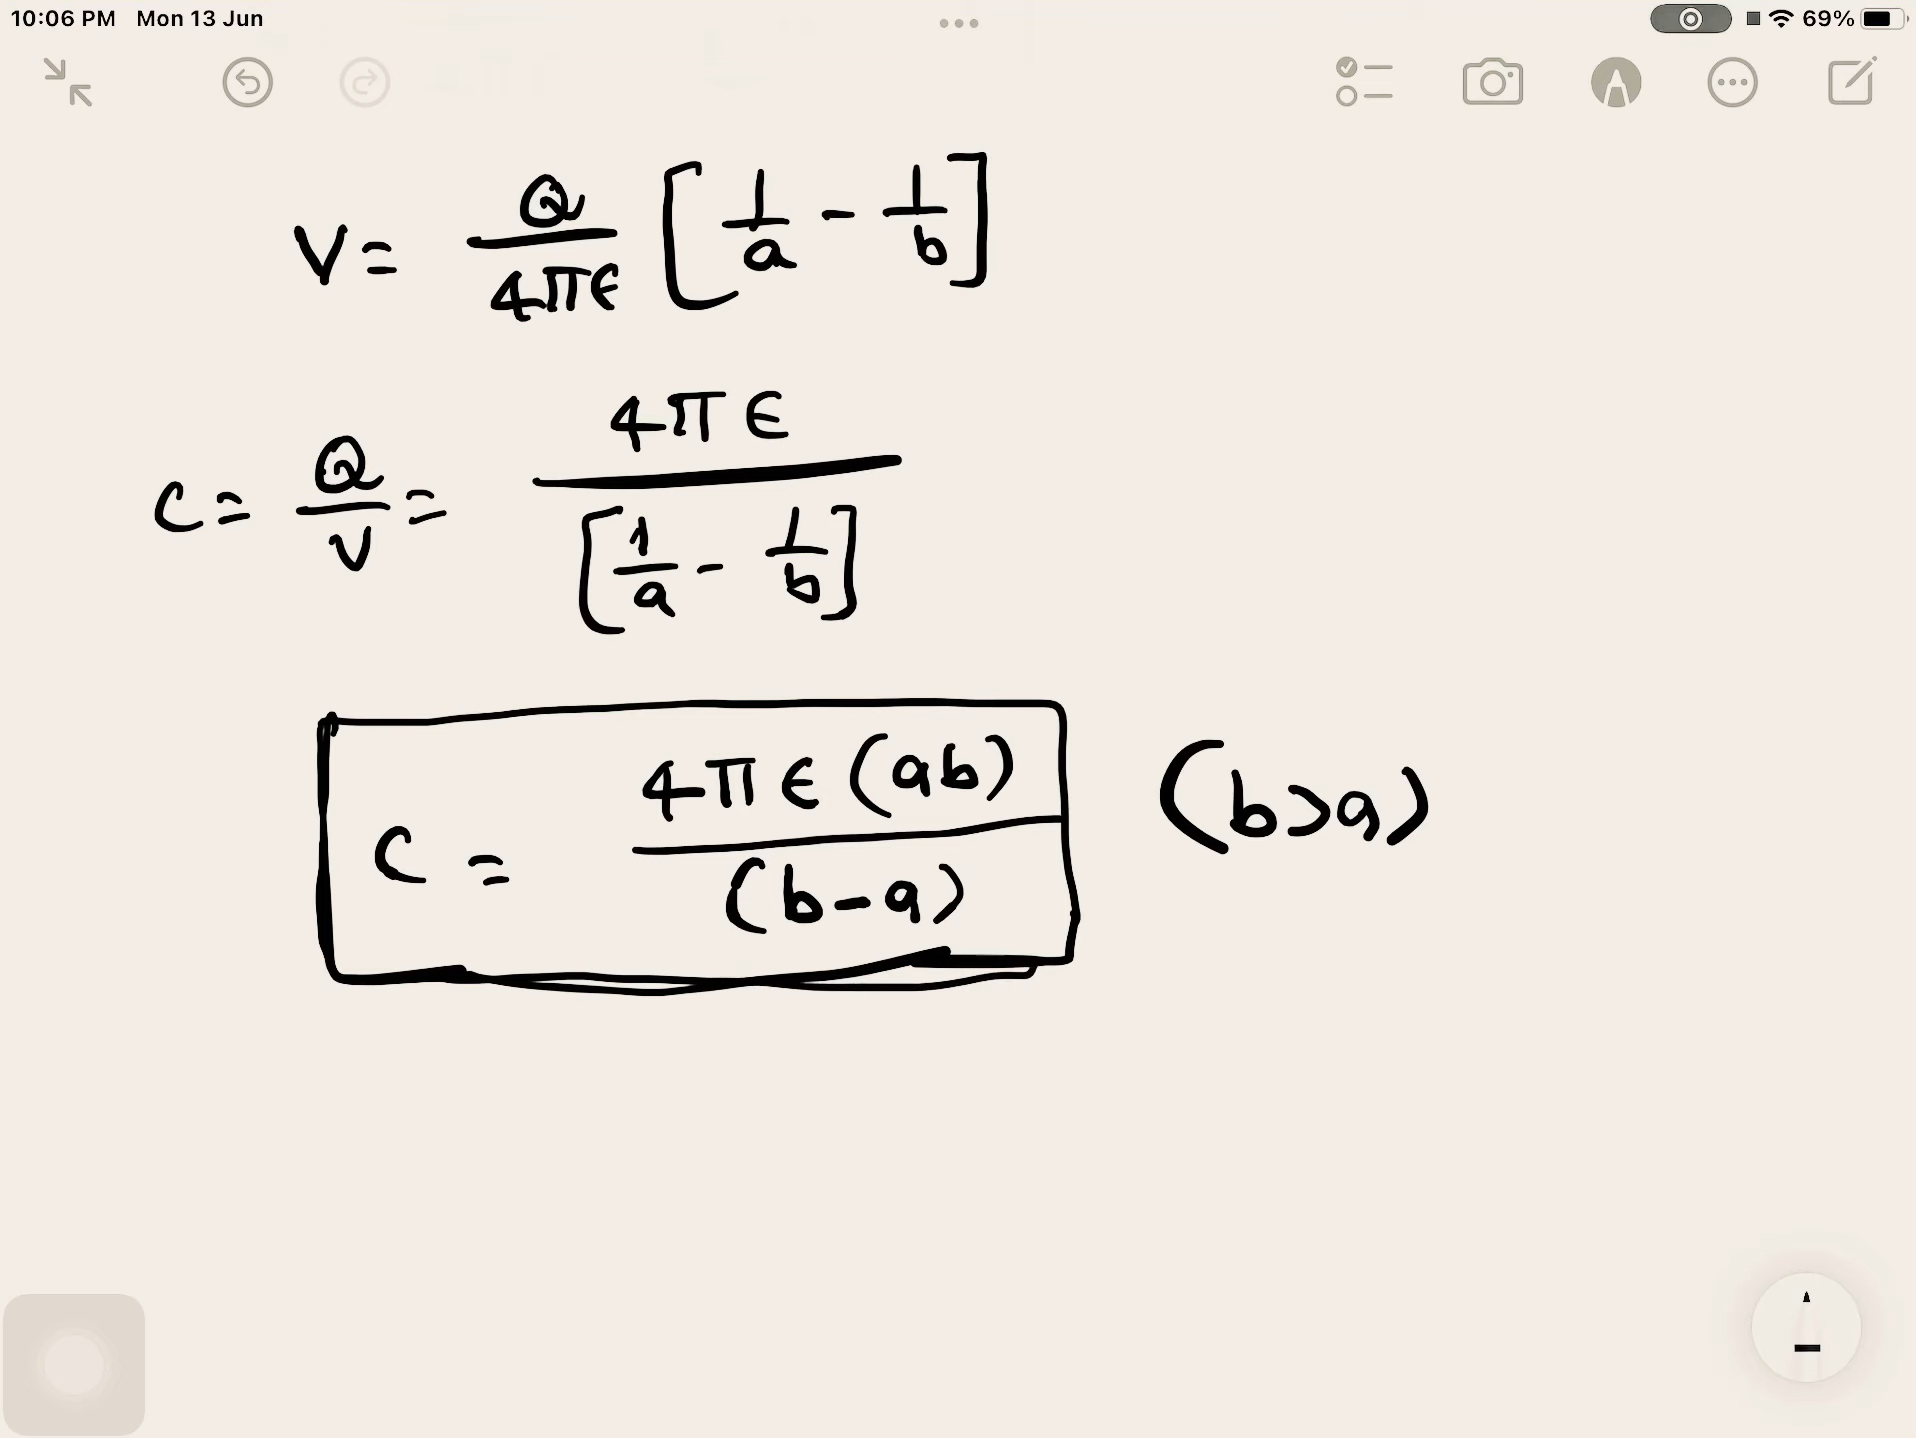 10:06 PM Mon 13 Jun 69%
V = Q/4πϵ [1/a - 1/b]
C = Q/V = 4πϵ/[1/a - 1/b]
C = 4πϵ(ab)/(b-a) (b>a)